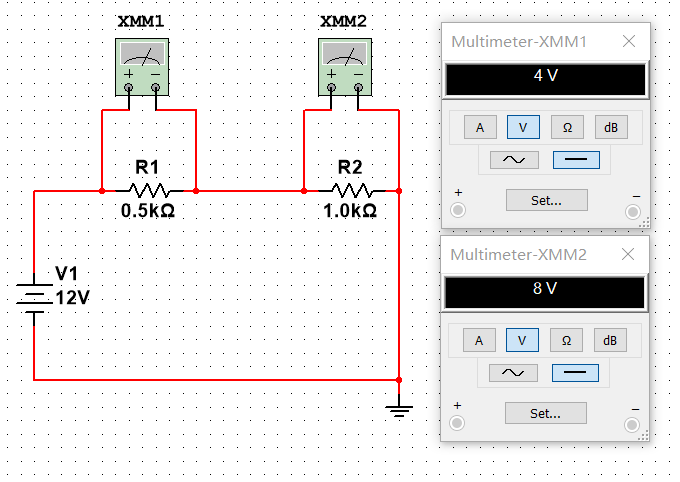 XMM1
XMM2
R1
0.5kΩ
R2
1.0kΩ
V1
12V
Multimeter-XMM1
4 V
A V Ω dB
+ Set... −
Multimeter-XMM2
8 V
A V Ω dB
+ Set... −